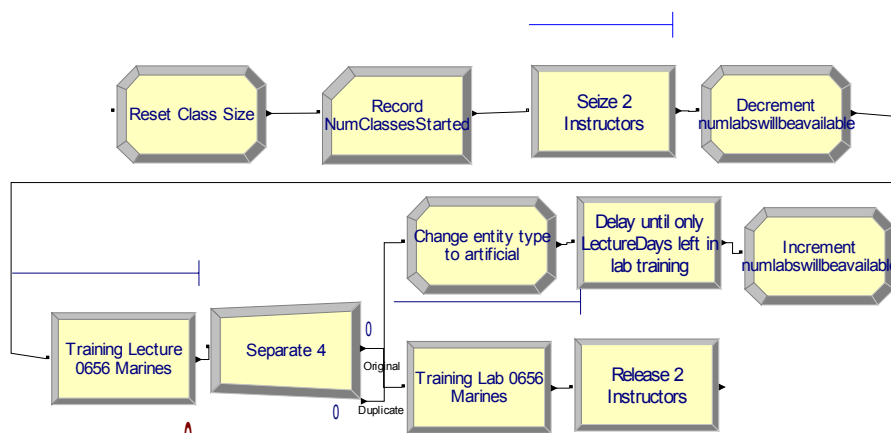 Reset Class Size
Record
NumClassesStarted
Seize 2
Instructors
Decrement
numlabswillbeavailable
Change entity type
to artificial
Delay until only
LectureDays left in
lab training
Increment
numlabswillbeavailable
Training Lecture
0656 Marines
Separate 4
0
Original
0
Duplicate
Training Lab 0656
Marines
Release 2
Instructors